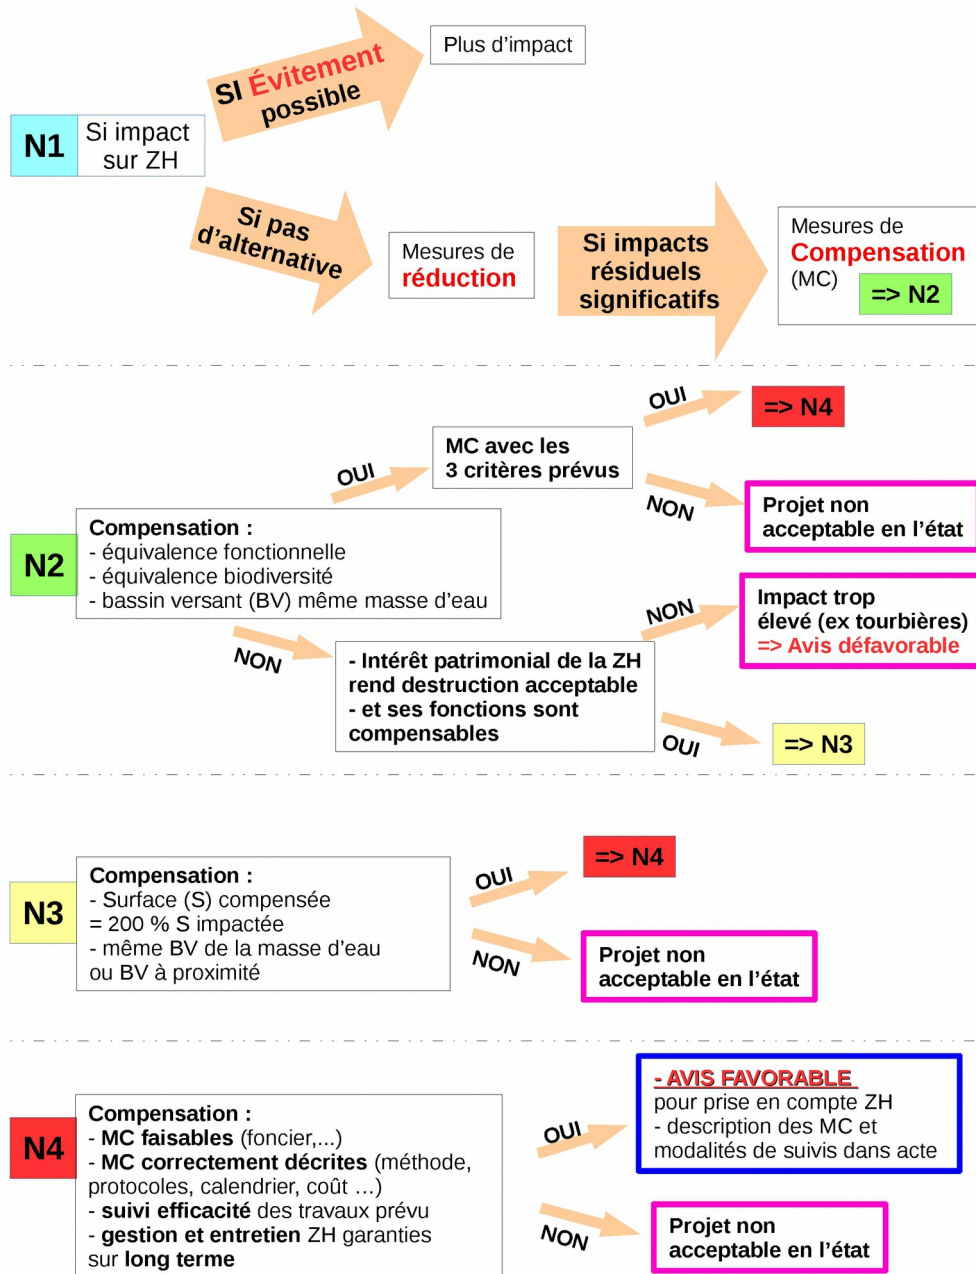 Plus d'impact
SI Évitement
possible
N1
Si impact
sur ZH
Si pas
d'alternative
Mesures de
réduction
Si impacts
résiduels
significatifs
Mesures de
Compensation
(MC)
=> N2
OUI
=> N4
MC avec les
3 critères prévus
OUI
NON
Projet non
acceptable en l'état
N2
Compensation :
- équivalence fonctionnelle
- équivalence biodiversité
- bassin versant (BV) même masse d'eau
NON
Impact trop
élevé (ex tourbières)
=> Avis défavorable
NON
- Intérêt patrimonial de la ZH
rend destruction acceptable
- et ses fonctions sont
compensables
OUI
=> N3
N3
Compensation :
- Surface (S) compensée
= 200 % S impactée
- même BV de la masse d'eau
ou BV à proximité
OUI
=> N4
NON
Projet non
acceptable en l'état
N4
Compensation :
- MC faisables (foncier,...)
- MC correctement décrites (méthode,
protocoles, calendrier, coût ...)
- suivi efficacité des travaux prévu
- gestion et entretien ZH garanties
sur long terme
OUI
- AVIS FAVORABLE
pour prise en compte ZH
- description des MC et
modalités de suivis dans acte
NON
Projet non
acceptable en l'état